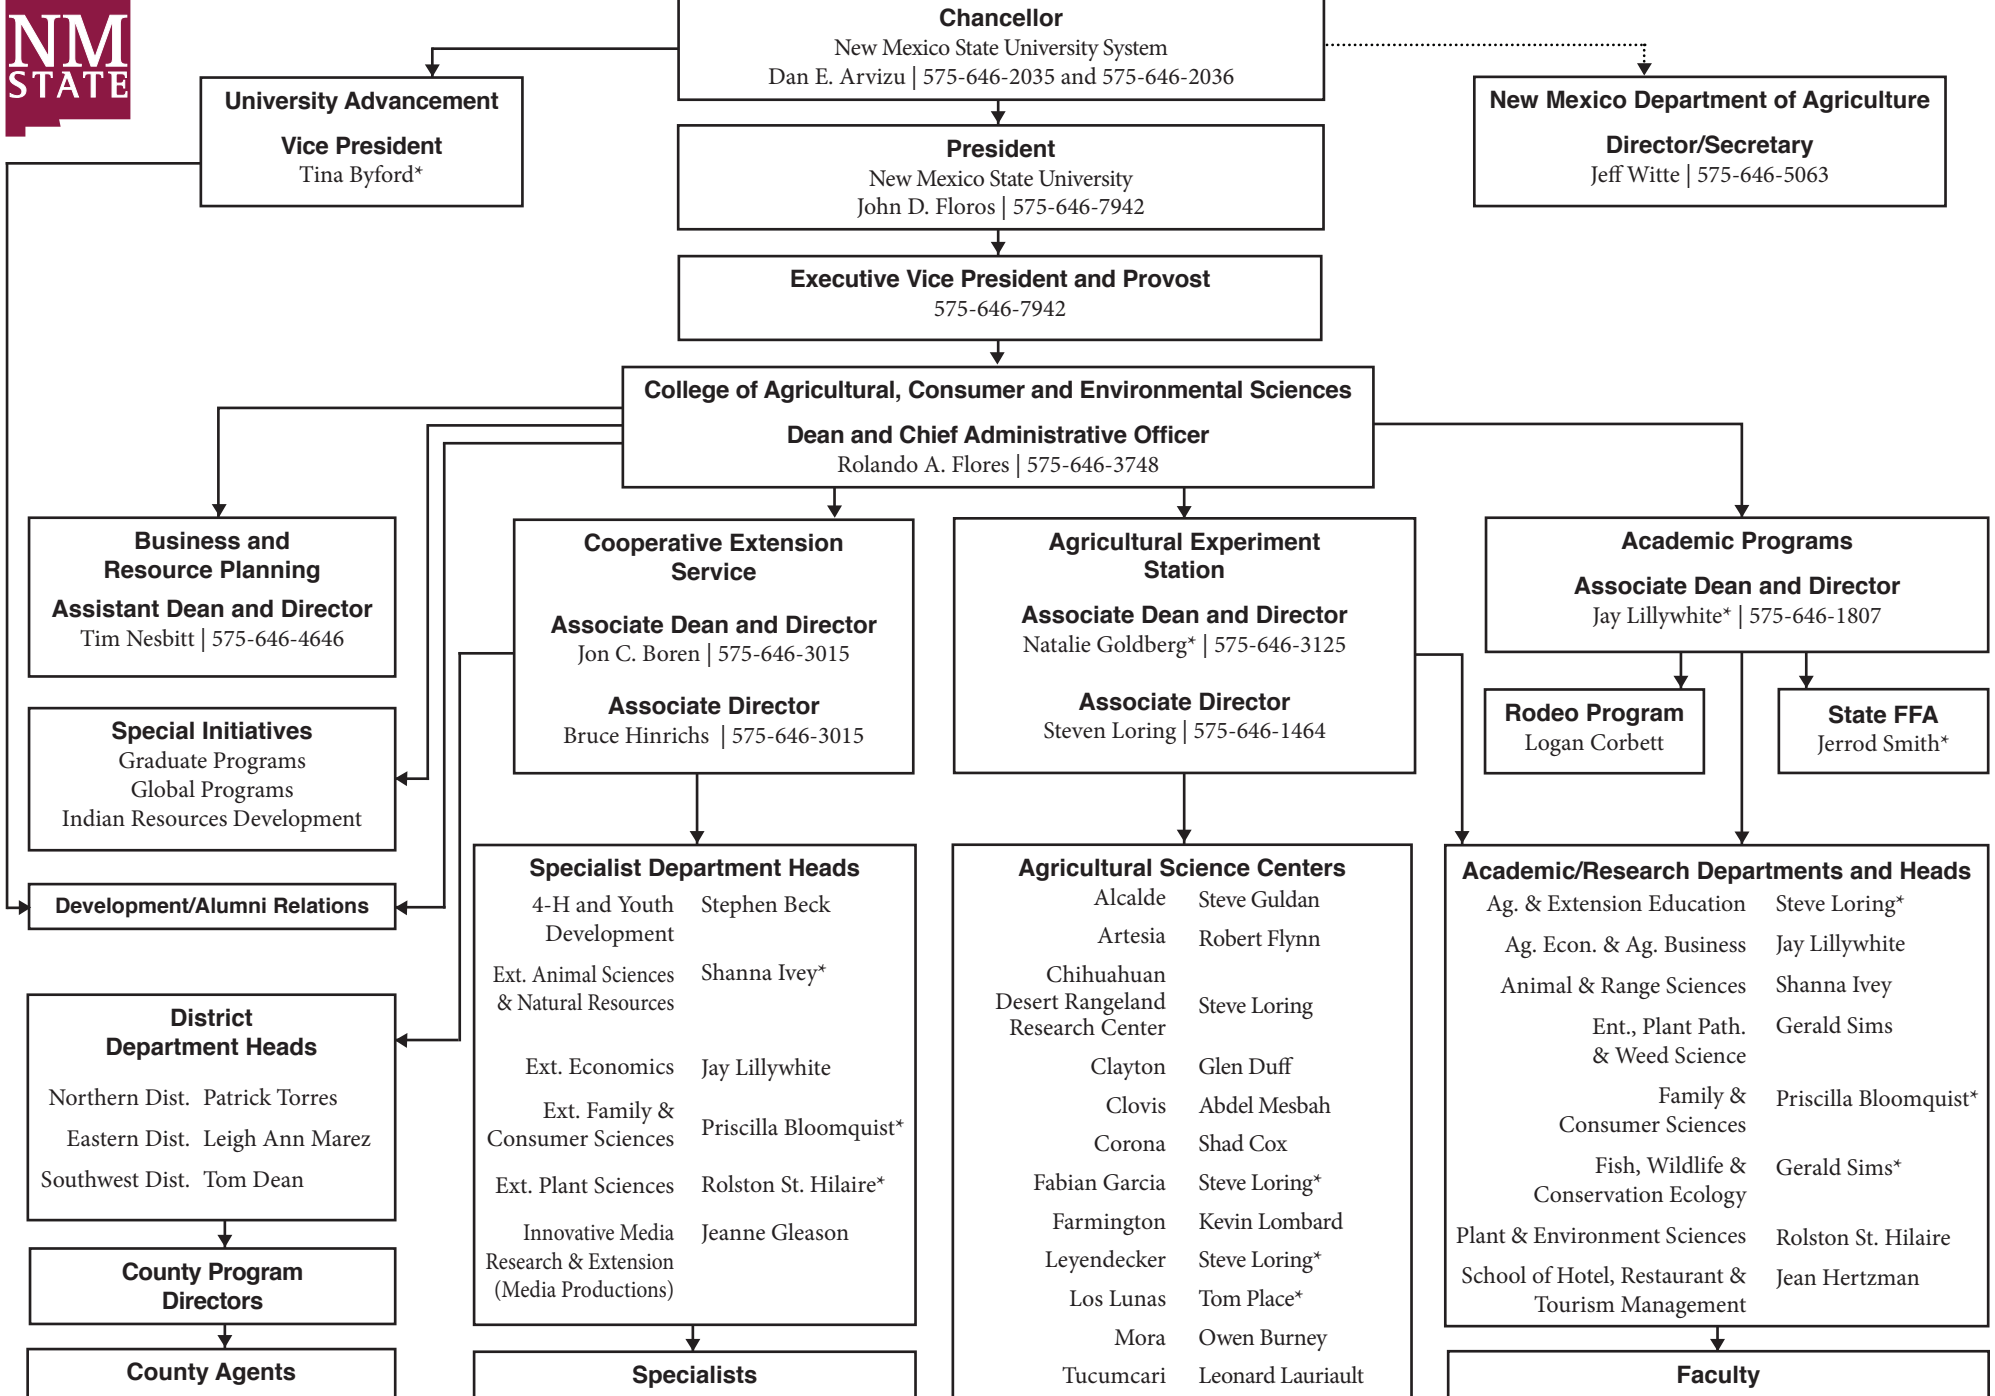 NM
STATE
Chancellor
New Mexico State University System
Dan E. Arvizu | 575-646-2035 and 575-646-2036
University Advancement
Vice President
Tina Byford*
New Mexico Department of Agriculture
Director/Secretary
Jeff Witte | 575-646-5063
President
New Mexico State University
John D. Floros | 575-646-7942
Executive Vice President and Provost
575-646-7942
College of Agricultural, Consumer and Environmental Sciences
Dean and Chief Administrative Officer
Rolando A. Flores | 575-646-3748
Business and
Resource Planning
Assistant Dean and Director
Tim Nesbitt | 575-646-4646
Cooperative Extension
Service
Associate Dean and Director
Jon C. Boren | 575-646-3015
Associate Director
Bruce Hinrichs | 575-646-3015
Agricultural Experiment
Station
Associate Dean and Director
Natalie Goldberg* | 575-646-3125
Associate Director
Steven Loring | 575-646-1464
Academic Programs
Associate Dean and Director
Jay Lillywhite* | 575-646-1807
Rodeo Program
Logan Corbett
State FFA
Jerrod Smith*
Special Initiatives
Graduate Programs
Global Programs
Indian Resources Development
Development/Alumni Relations
District
Department Heads
Northern Dist. Patrick Torres
Eastern Dist. Leigh Ann Marez
Southwest Dist. Tom Dean
County Program
Directors
County Agents
Specialist Department Heads
4-H and Youth Stephen Beck
Development
Ext. Animal Sciences Shanna Ivey*
& Natural Resources
Ext. Economics Jay Lillywhite
Ext. Family &
Consumer Sciences Priscilla Bloomquist*
Ext. Plant Sciences Rolston St. Hilaire*
Innovative Media Jeanne Gleason
Research & Extension
(Media Productions)
Specialists
Agricultural Science Centers
Alcalde Steve Guldan
Artesia Robert Flynn
Chihuahuan
Desert Rangeland Steve Loring
Research Center
Clayton Glen Duff
Clovis Abdel Mesbah
Corona Shad Cox
Fabian Garcia Steve Loring*
Farmington Kevin Lombard
Leyendecker Steve Loring*
Los Lunas Tom Place*
Mora Owen Burney
Tucumcari Leonard Lauriault
Academic/Research Departments and Heads
Ag. & Extension Education Steve Loring*
Ag. Econ. & Ag. Business Jay Lillywhite
Animal & Range Sciences Shanna Ivey
Ent., Plant Path. Gerald Sims
& Weed Science
Family & Priscilla Bloomquist*
Consumer Sciences
Fish, Wildlife & Gerald Sims*
Conservation Ecology
Plant & Environment Sciences Rolston St. Hilaire
School of Hotel, Restaurant & Jean Hertzman
Tourism Management
Faculty